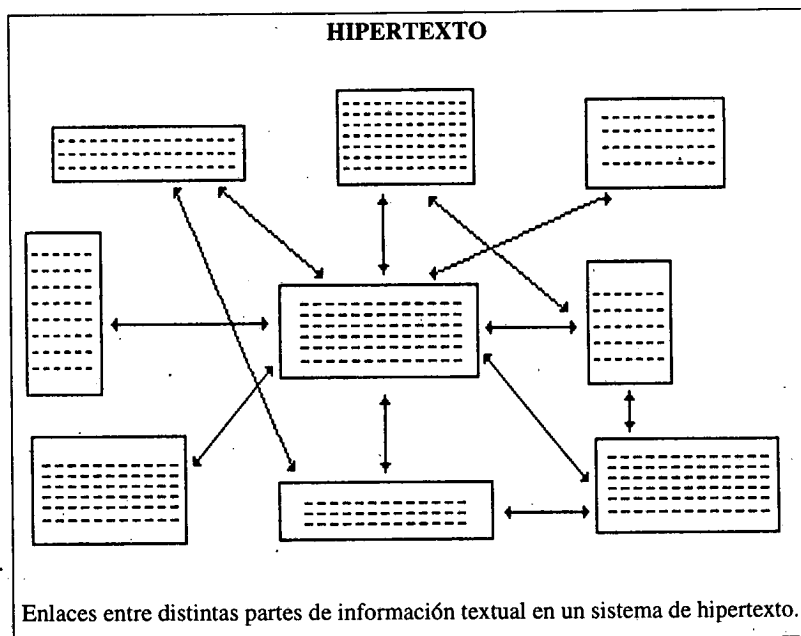 HIPERTEXTO
Enlaces entre distintas partes de información textual en un sistema de hipertexto.